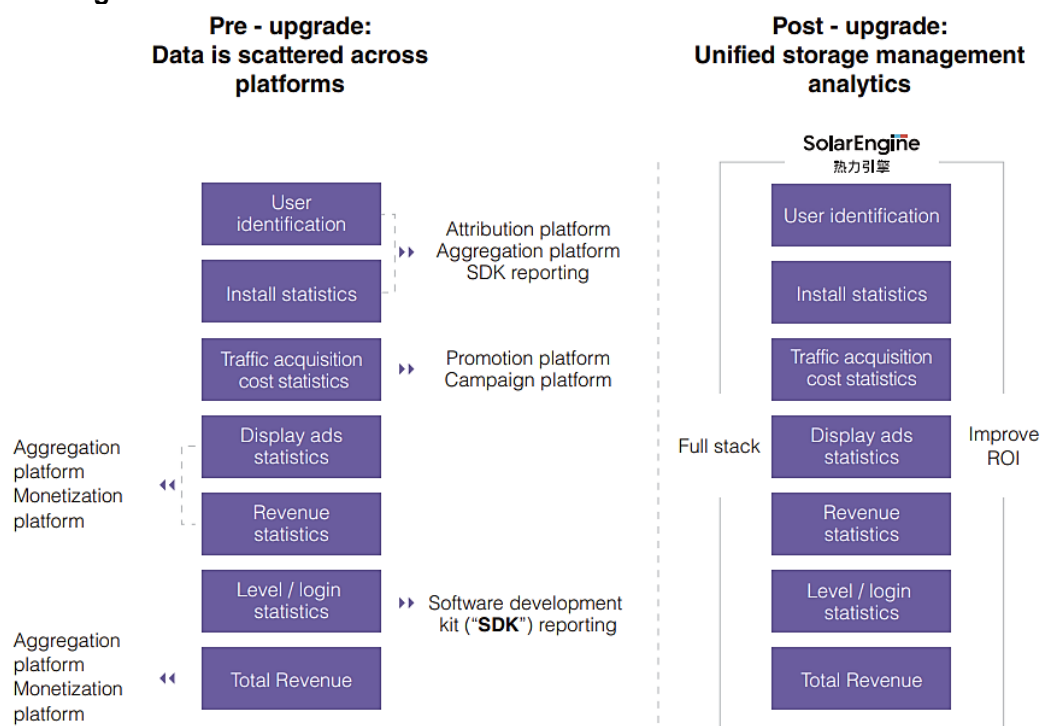 Pre - upgrade:
Data is scattered across
platforms
User
identification
Install statistics
Attribution platform
Aggregation platform
SDK reporting
Traffic acquisition
cost statistics
Promotion platform
Campaign platform
Display ads
statistics
Revenue
statistics
Aggregation
platform
Monetization
platform
Level / login
statistics
Software development
kit (“SDK”) reporting
Total Revenue
Aggregation
platform
Monetization
platform
Post - upgrade:
Unified storage management
analytics
SolarEngine
热力引擎
User identification
Install statistics
Traffic acquisition
cost statistics
Full stack
Display ads
statistics
Improve
ROI
Revenue
statistics
Level / login
statistics
Total Revenue